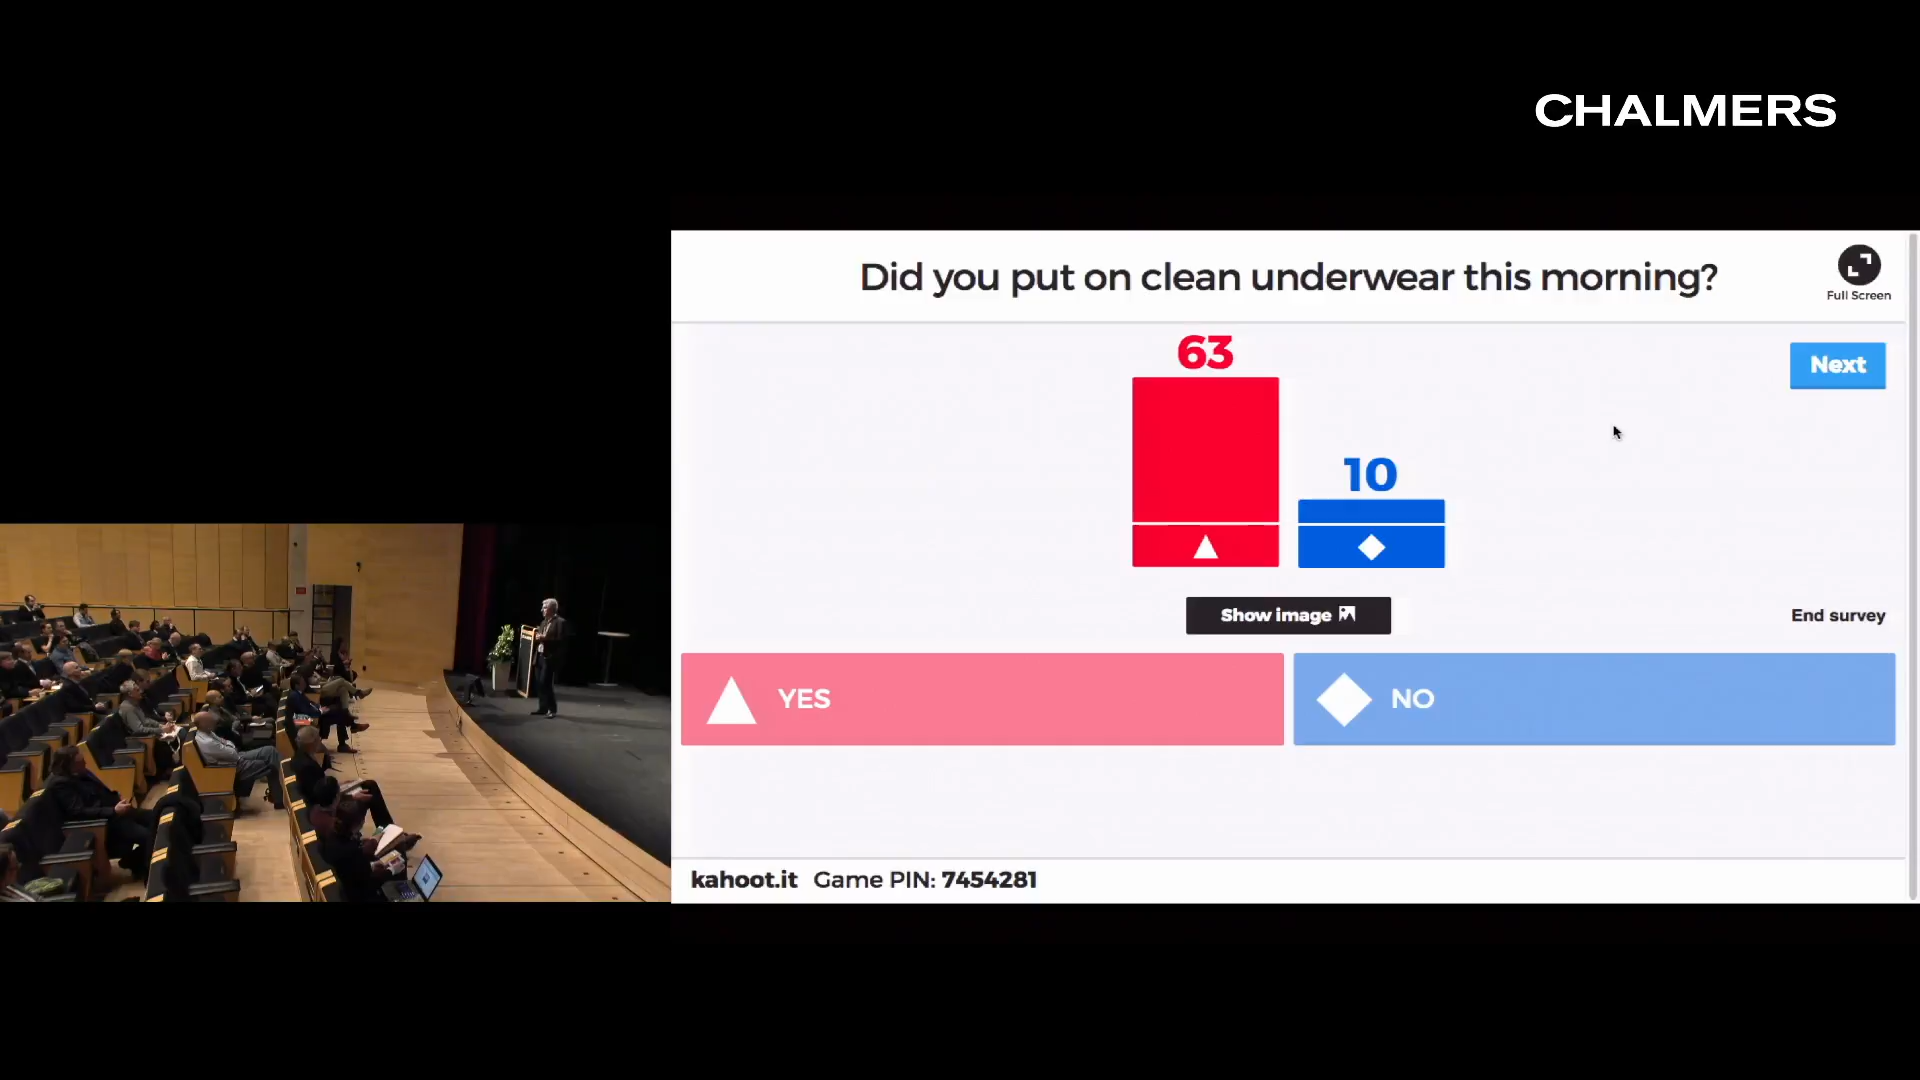 CHALMERS
Did you put on clean underwear this morning?
Full Screen
63
Next
10
Show image
End survey
YES
NO
kahoot.it Game PIN: 7454281